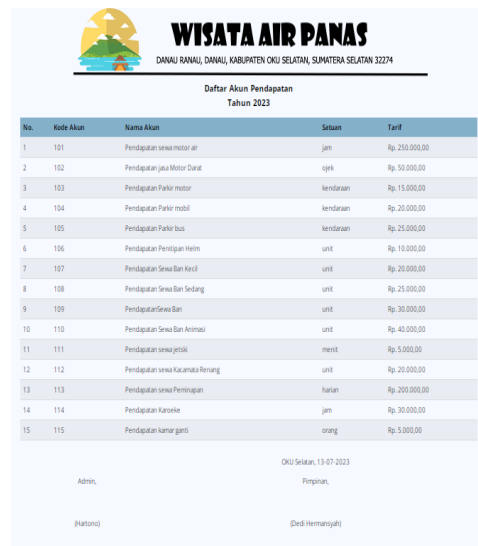 WISATA AIR PANAS
DANAU RANAU, DANAU, KABUPATEN OKU SELATAN, SUMATERA SELATAN 32274
Daftar Akun Pendapatan
Tahun 2023
No. Kode Akun Nama Akun Satuan Tarif
1 101 Pendapatan sewa motor air jam Rp. 250.000,00
2 102 Pendapatan jasa Motor Darat ojek Rp. 50.000,00
3 103 Pendapatan Parkir motor kendaraan Rp. 15.000,00
4 104 Pendapatan Parkir mobil kendaraan Rp. 20.000,00
5 105 Pendapatan Parkir bus kendaraan Rp. 25.000,00
6 106 Pendapatan Penitipan Helm unit Rp. 10.000,00
7 107 Pendapatan Sewa Ban Kecil unit Rp. 20.000,00
8 108 Pendapatan Sewa Ban Sedang unit Rp. 25.000,00
9 109 PendapatanSewa Ban unit Rp. 30.000,00
10 110 Pendapatan Sewa Ban Animasi unit Rp. 40.000,00
11 111 Pendapatan sewa jetski menit Rp. 5.000,00
12 112 Pendapatan sewa Kacamata Renang unit Rp. 20.000,00
13 113 Pendapatan sewa Peminapan harian Rp. 200.000,00
14 114 Pendapatan Karoeke jam Rp. 30.000,00
15 115 Pendapatan kamar ganti orang Rp. 5.000,00
OKU Selatan, 13-07-2023
Admin, Pimpinan,
(Hartono) (Dedi Hermansyah)